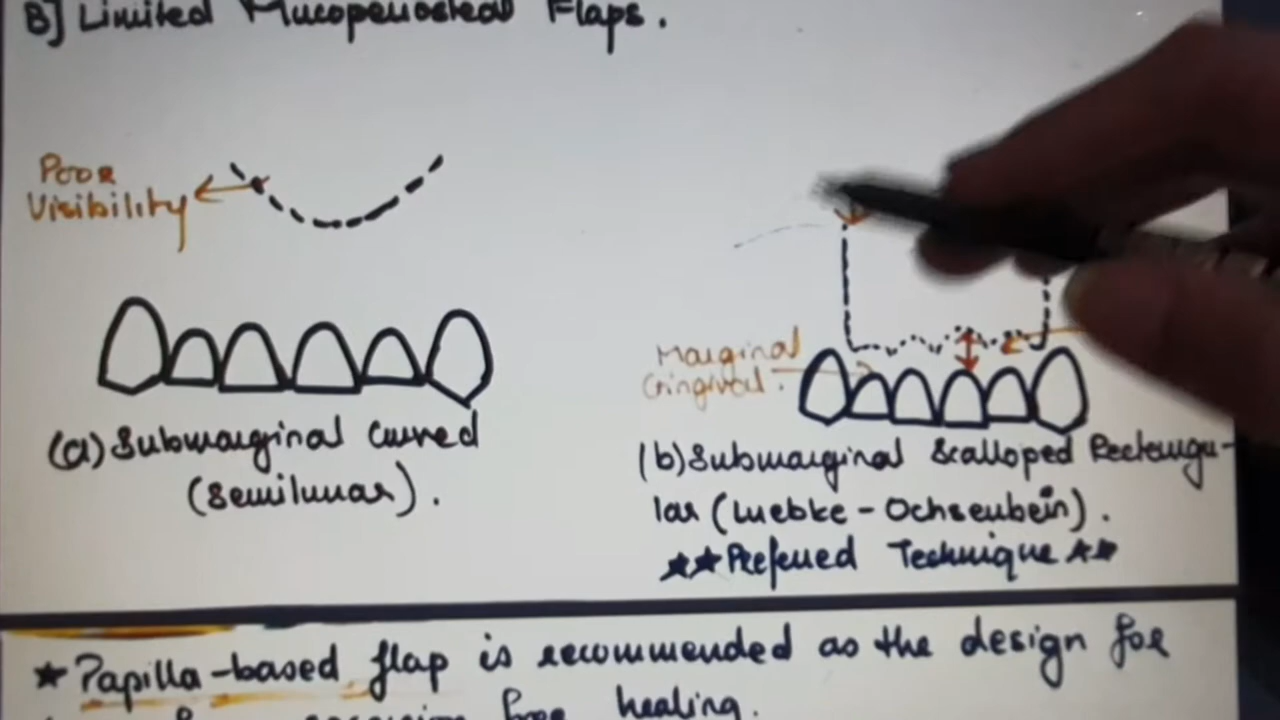 B] Limited Mucoperiosteal Flaps.
Poor
Visibility
Marginal
Gingival.
(a) Submarginal Curved
(Semilunar).
(b) Submarginal Scalloped Rectangu-
lar (Luebke - Ochsenbein).
★★ Preferred Technique ★★
★ Papilla-based flap is recommended as the design for
healing.